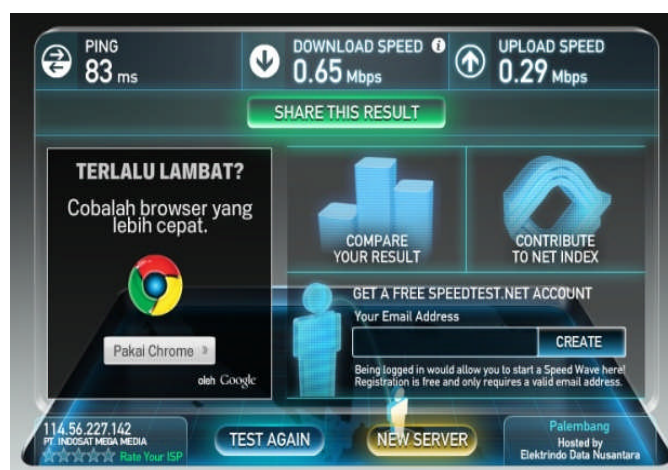 PING
83 ms
DOWNLOAD SPEED i
0.65 Mbps
UPLOAD SPEED
0.29 Mbps
SHARE THIS RESULT
TERLALU LAMBAT?
Cobalah browser yang
lebih cepat.
Pakai Chrome »
oleh Google
COMPARE
YOUR RESULT
CONTRIBUTE
TO NET INDEX
GET A FREE SPEEDTEST.NET ACCOUNT
Your Email Address
CREATE
Being logged in would allow you to start a Speed Wave here!
Registration is free and only requires a valid email address.
114.56.227.142
PT. INDOSAT MEGA MEDIA
Rate Your ISP
TEST AGAIN
NEW SERVER
Palembang
Hosted by
Elektrindo Data Nusantara